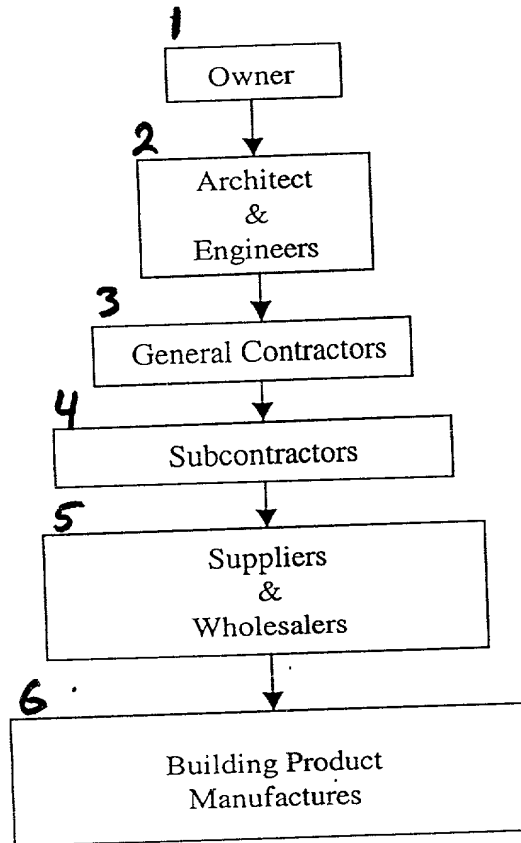 1
Owner
2
Architect
&
Engineers
3
General Contractors
4
Subcontractors
5
Suppliers
&
Wholesalers
6
Building Product
Manufactures